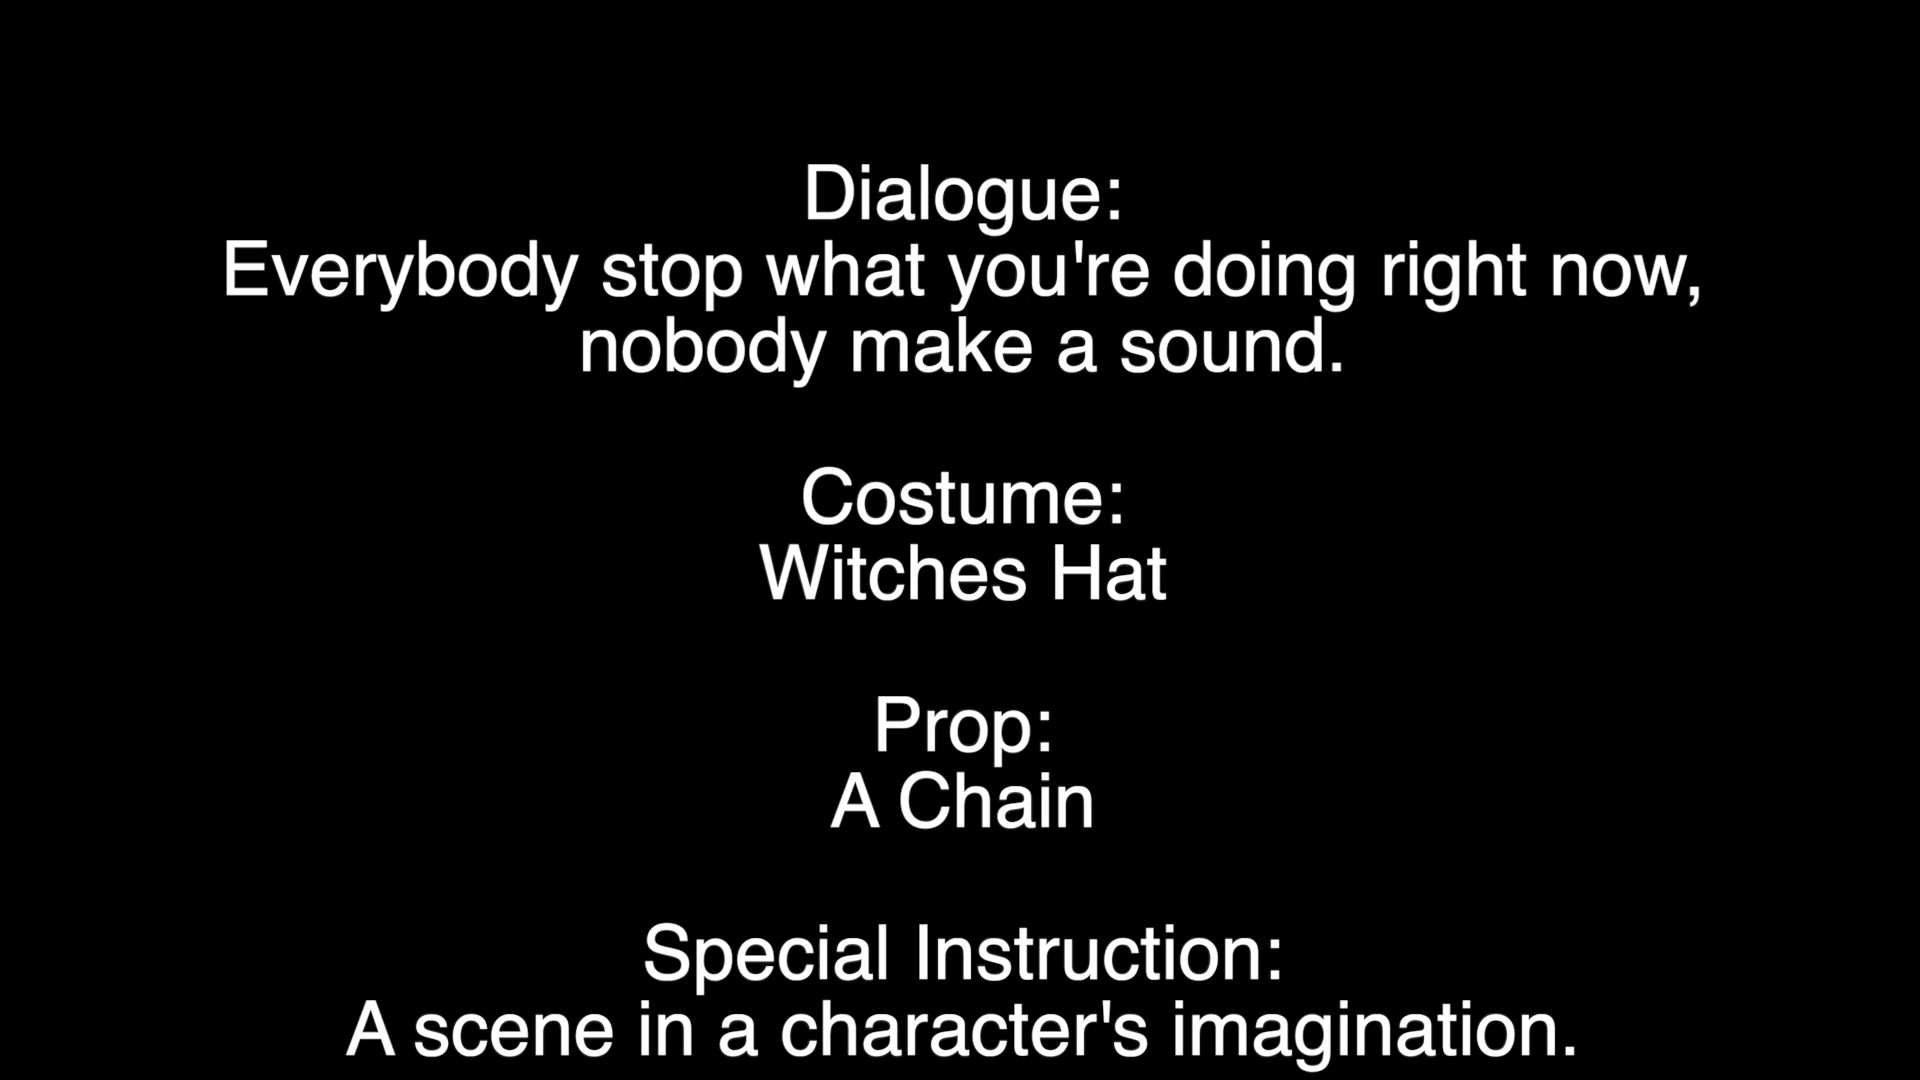 Dialogue:
Everybody stop what you're doing right now,
nobody make a sound.
Costume:
Witches Hat
Prop:
A Chain
Special Instruction:
A scene in a character's imagination.